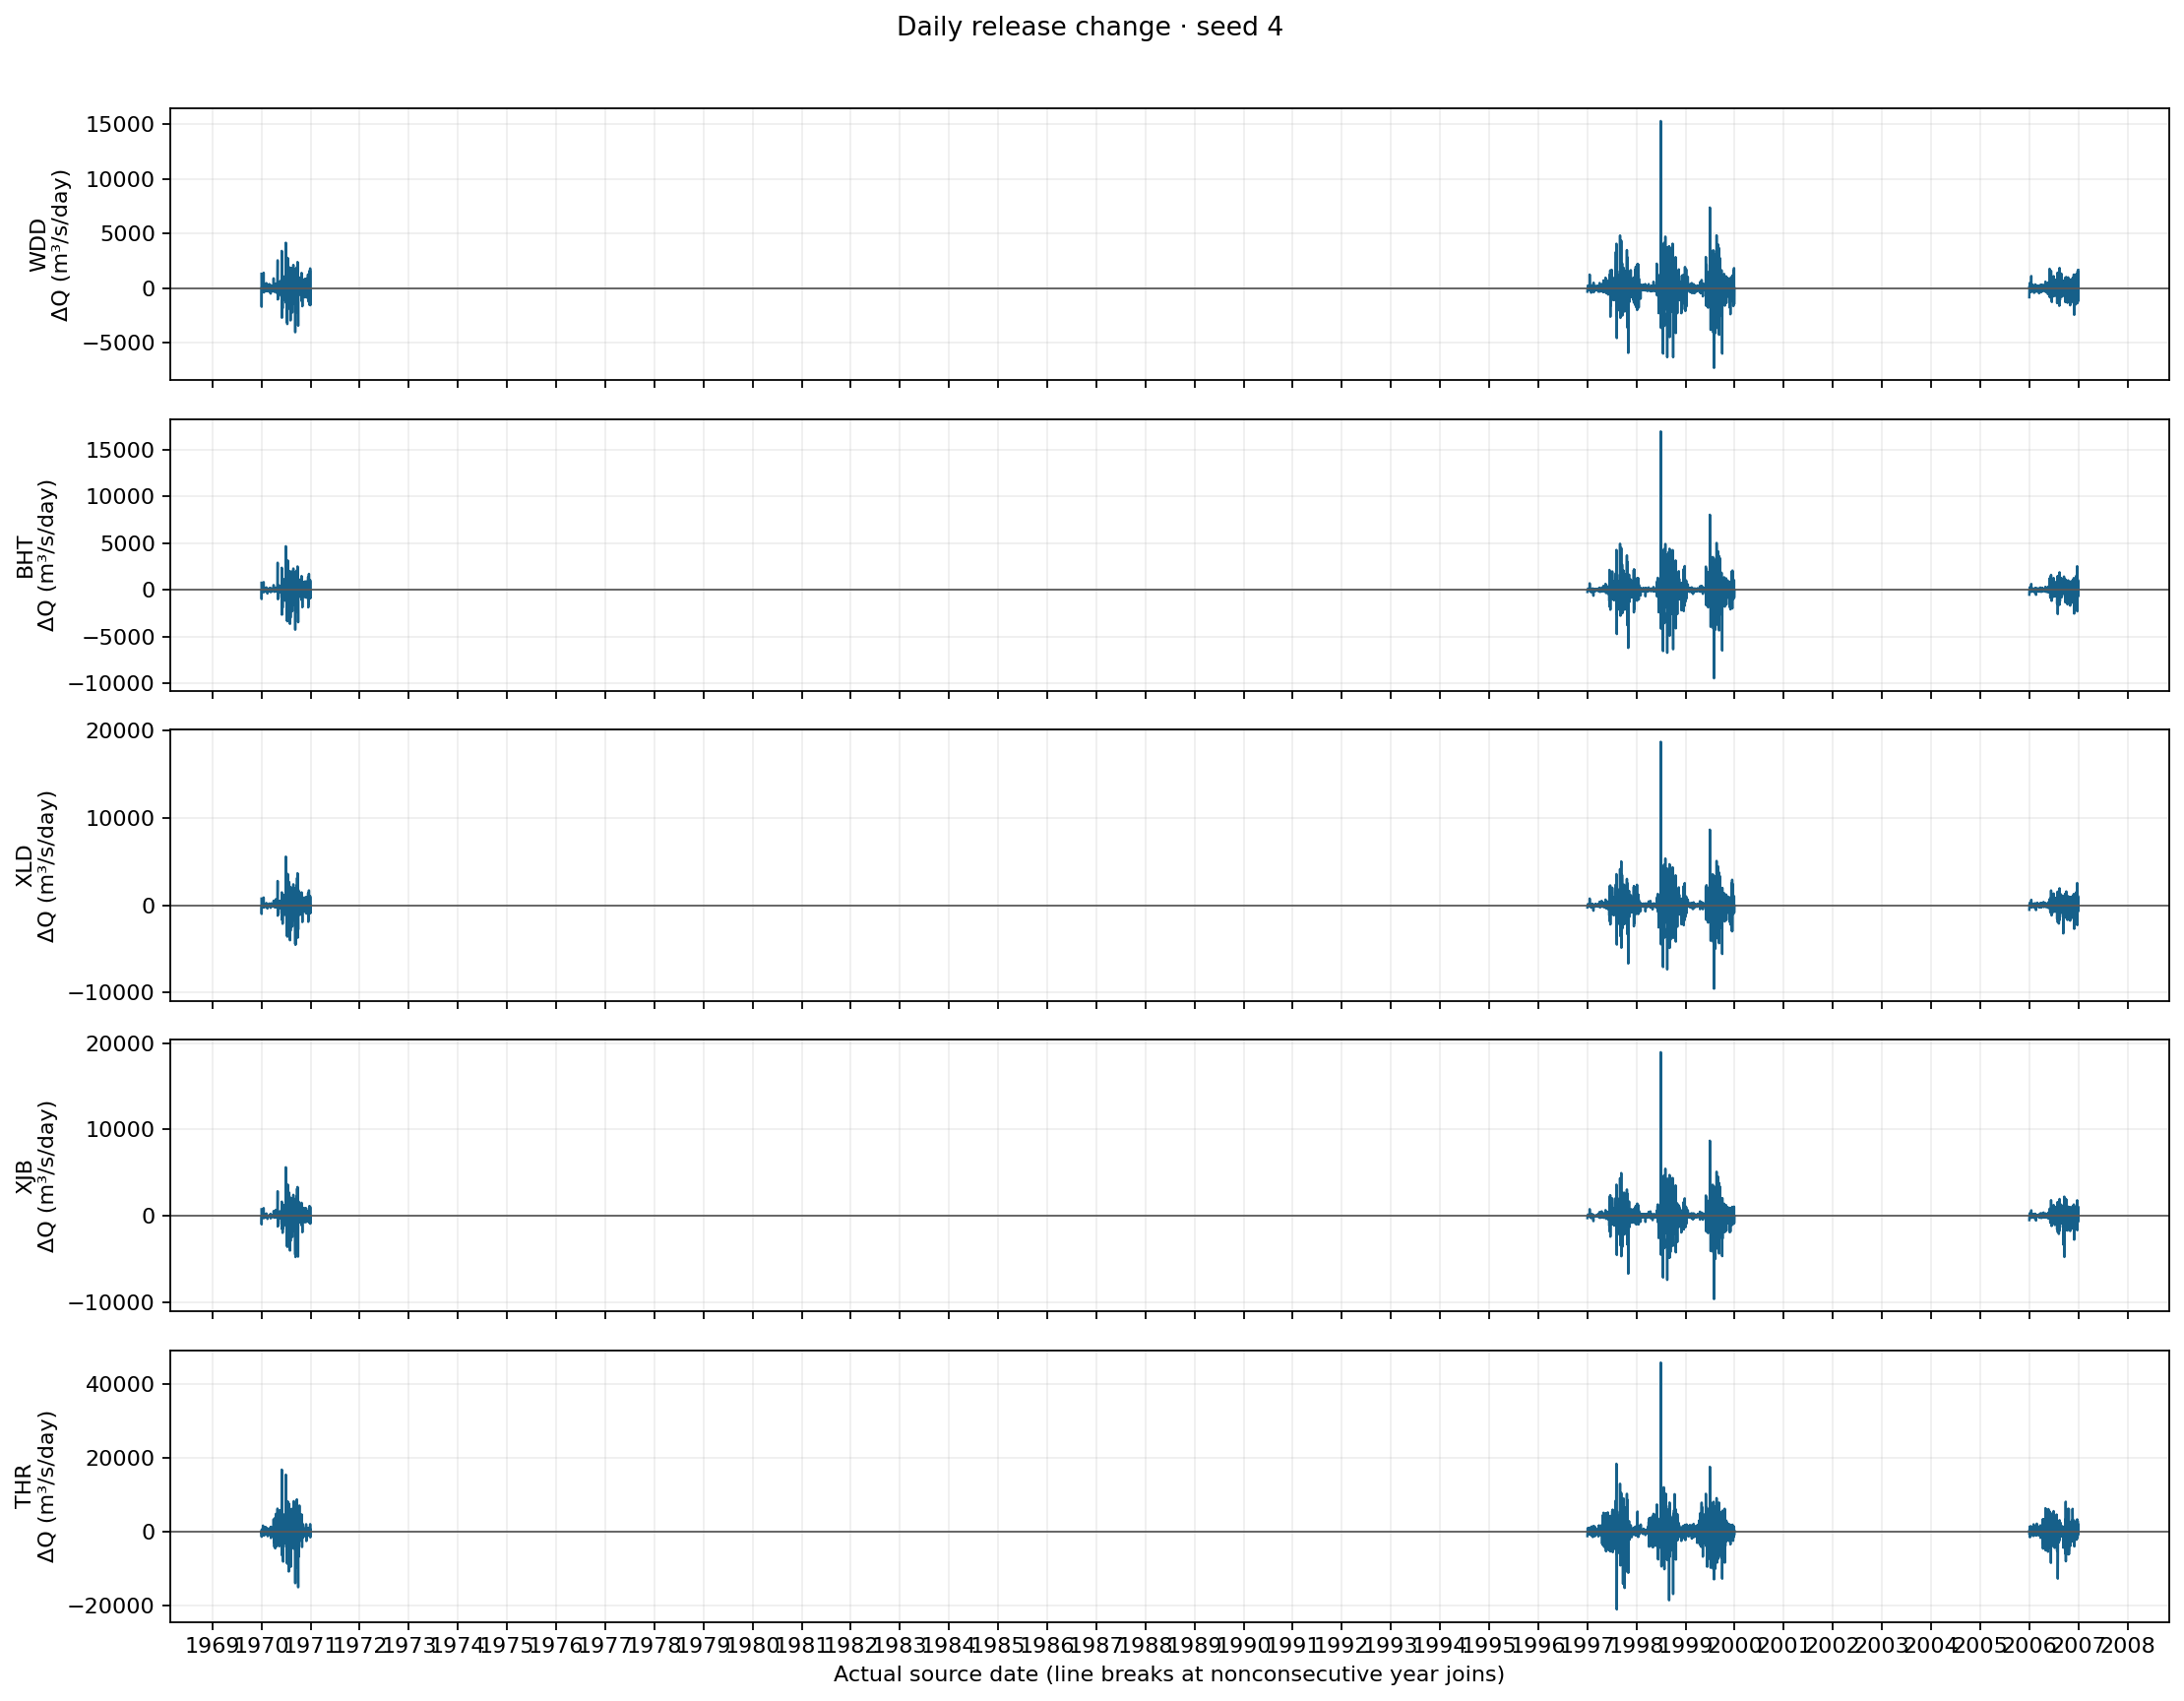 Daily release change · seed 4
WDD
ΔQ (m³/s/day)
15000
10000
5000
0
−5000
BHT
ΔQ (m³/s/day)
15000
10000
5000
0
−5000
−10000
XLD
ΔQ (m³/s/day)
20000
10000
0
−10000
XJB
ΔQ (m³/s/day)
20000
10000
0
−10000
THR
ΔQ (m³/s/day)
40000
20000
0
−20000
1969 1970 1971 1972 1973 1974 1975 1976 1977 1978 1979 1980 1981 1982 1983 1984 1985 1986 1987 1988 1989 1990 1991 1992 1993 1994 1995 1996 1997 1998 1999 2000 2001 2002 2003 2004 2005 2006 2007 2008
Actual source date (line breaks at nonconsecutive year joins)